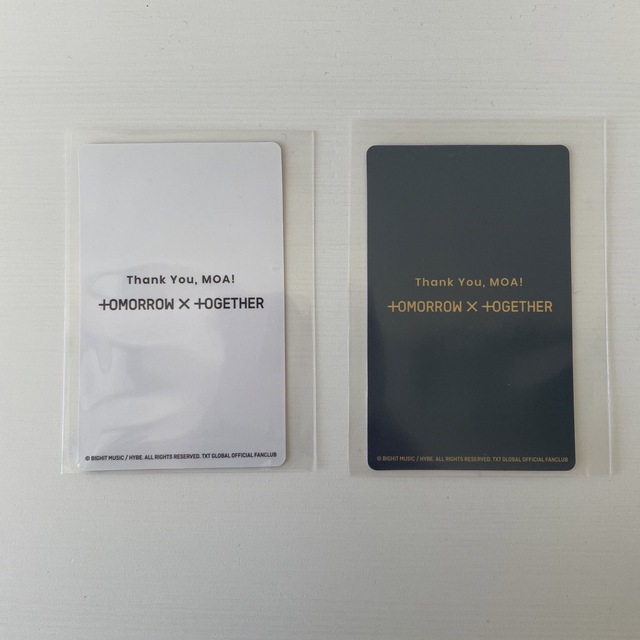 Thank You, MOA!
TOMORROW X TOGETHER
© BIGHIT MUSIC / HYBE. ALL RIGHTS RESERVED. TXT GLOBAL OFFICIAL FANCLUB
Thank You, MOA!
TOMORROW X TOGETHER
© BIGHIT MUSIC / HYBE. ALL RIGHTS RESERVED. TXT GLOBAL OFFICIAL FANCLUB